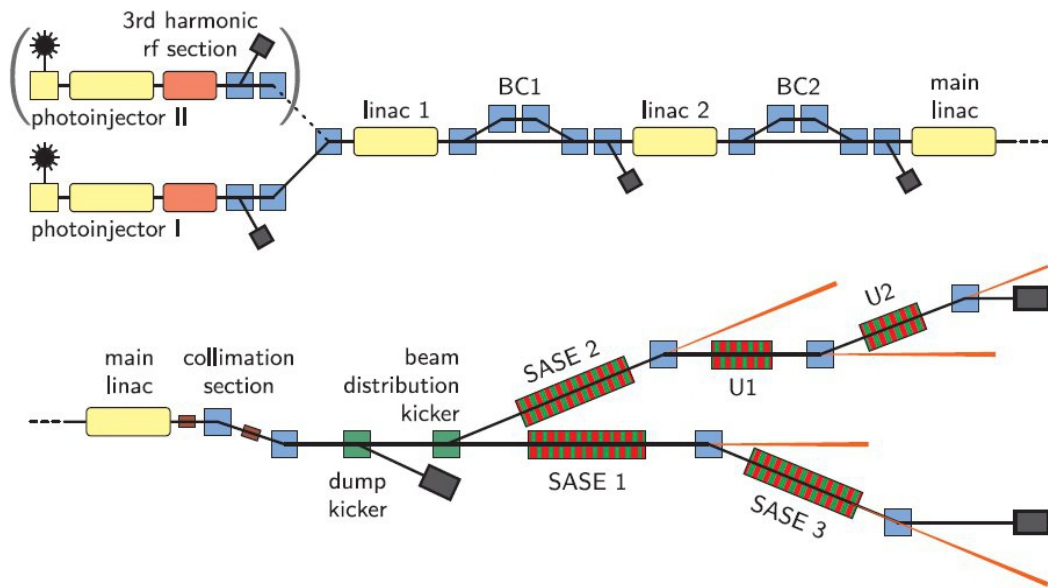 3rd harmonic
rf section
photoinjector II
photoinjector I
linac 1
BC1
linac 2
BC2
main
linac
main
linac
collimation
section
beam
distribution
kicker
dump
kicker
SASE 2
SASE 1
SASE 3
U1
U2